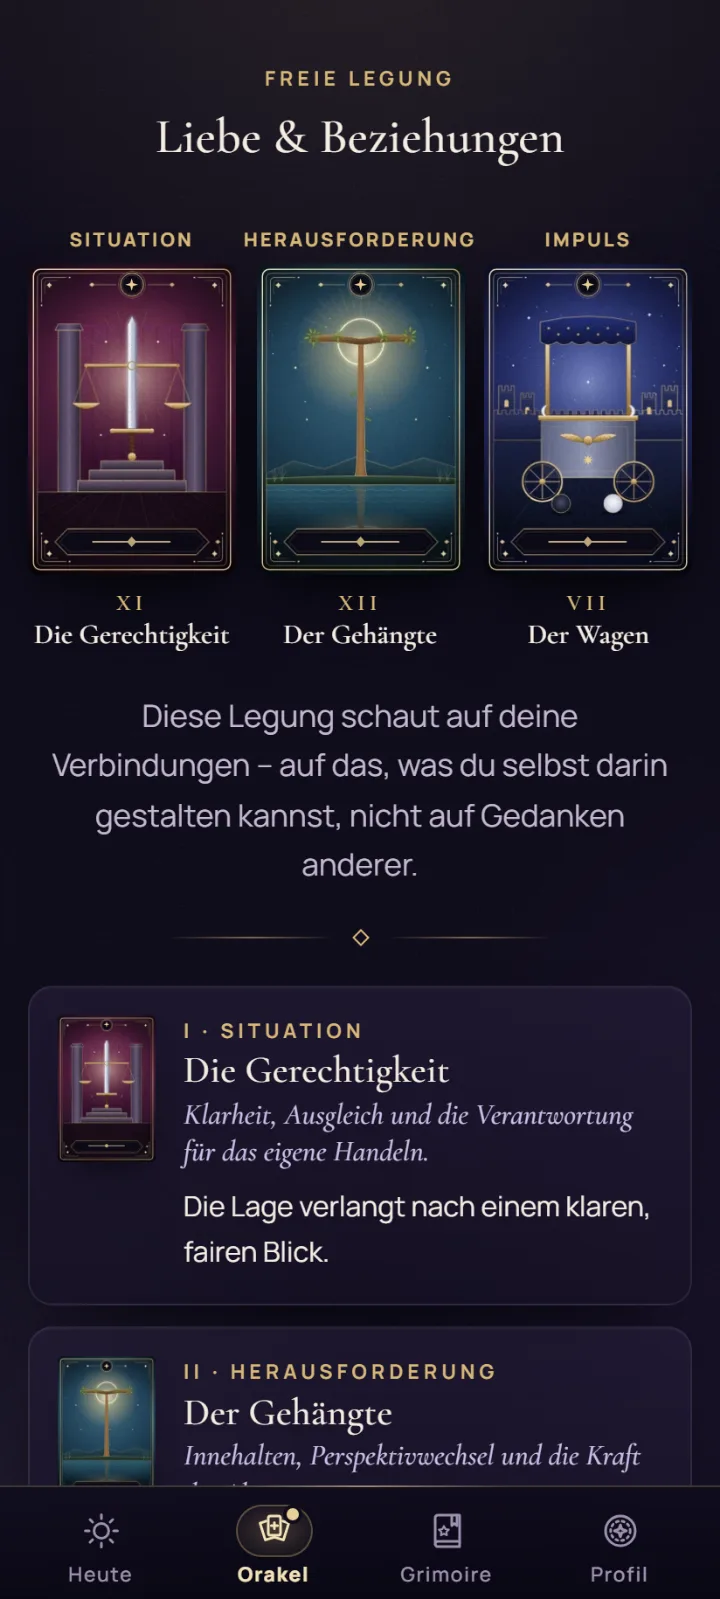 FREIE LEGUNG
Liebe & Beziehungen
SITUATION
HERAUSFORDERUNG
IMPULS
XI
Die Gerechtigkeit
XII
Der Gehängte
VII
Der Wagen
Diese Legung schaut auf deine
Verbindungen – auf das, was du selbst darin
gestalten kannst, nicht auf Gedanken
anderer.
I · SITUATION
Die Gerechtigkeit
Klarheit, Ausgleich und die Verantwortung
für das eigene Handeln.
Die Lage verlangt nach einem klaren,
fairen Blick.
II · HERAUSFORDERUNG
Der Gehängte
Innehalten, Perspektivwechsel und die Kraft
Heute
Orakel
Grimoire
Profil